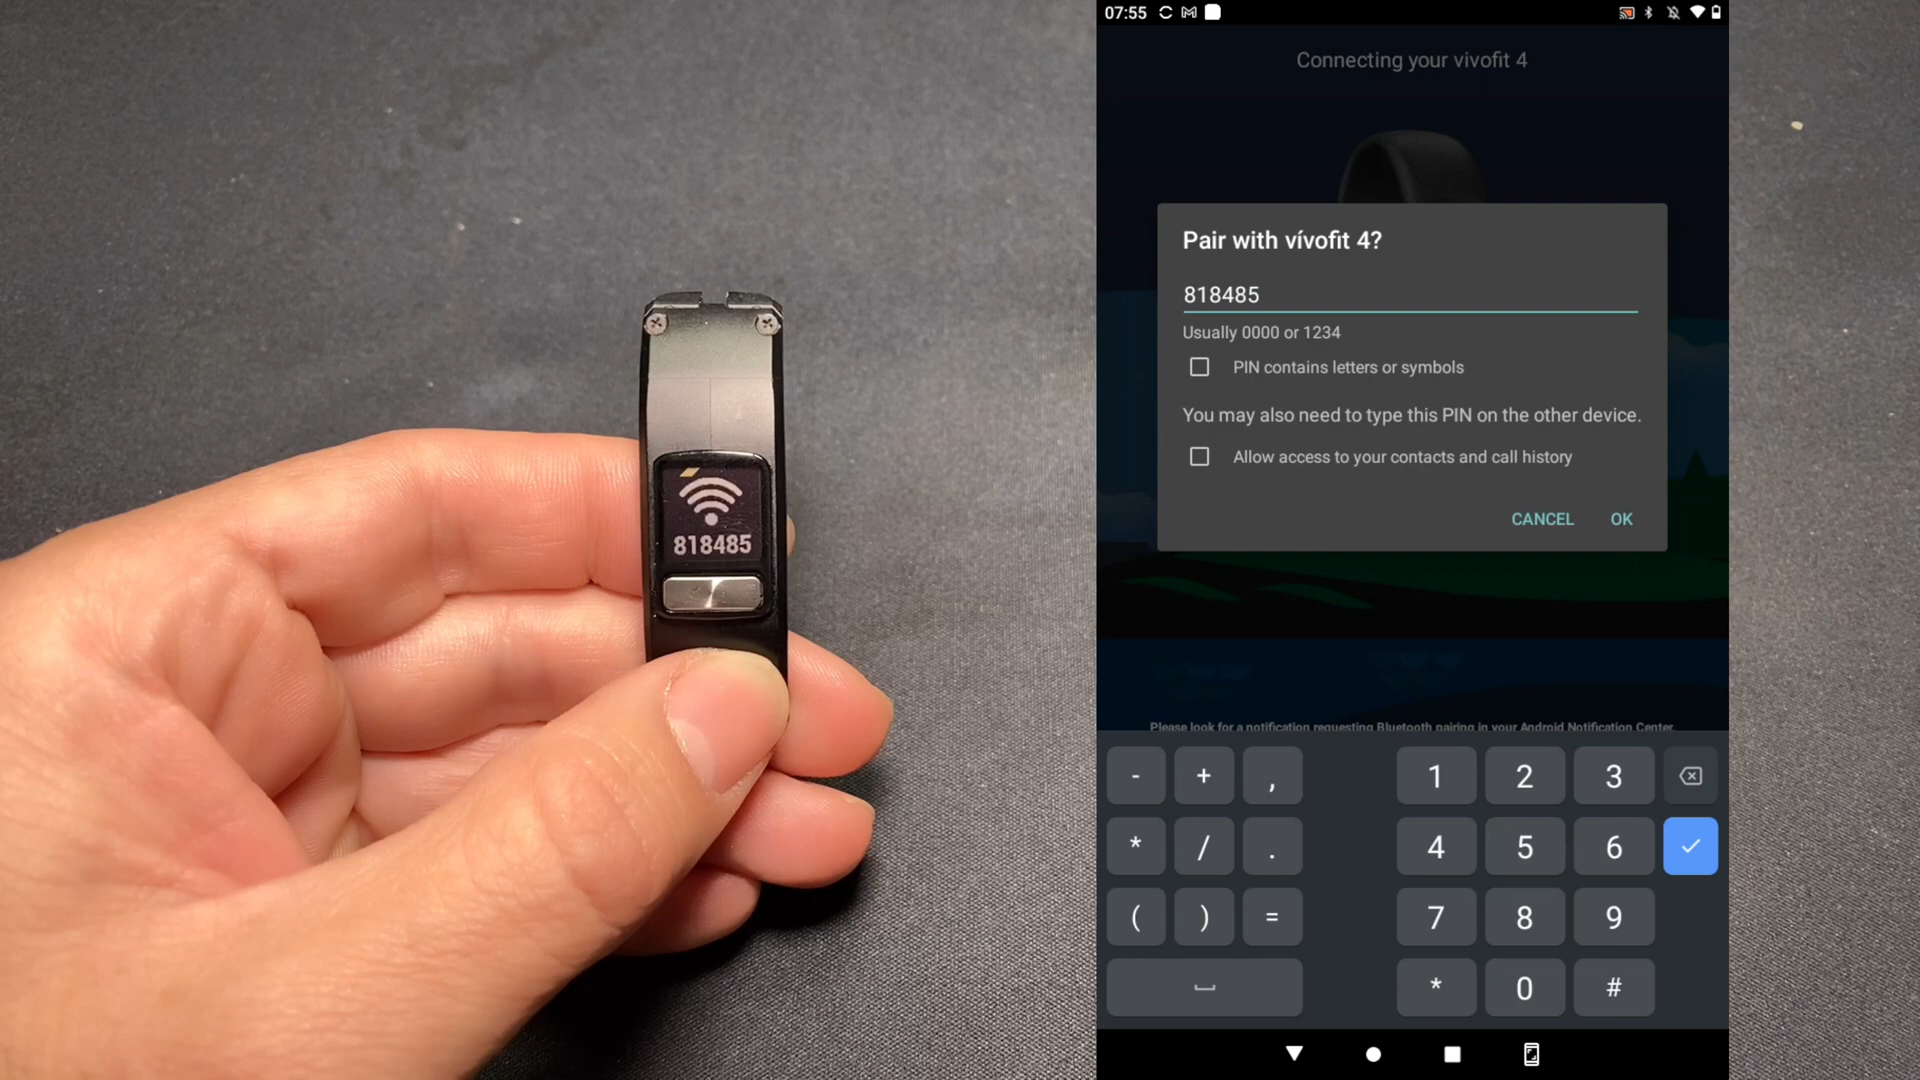 818485
07:55
Connecting your vivofit 4
Pair with vívofit 4?
818485
Usually 0000 or 1234
PIN contains letters or symbols
You may also need to type this PIN on the other device.
Allow access to your contacts and call history
CANCEL OK
Please look for a notification requesting Bluetooth pairing in your Android Notification Center.
- + , 1 2 3
* / . 4 5 6
( ) = 7 8 9
* 0 #